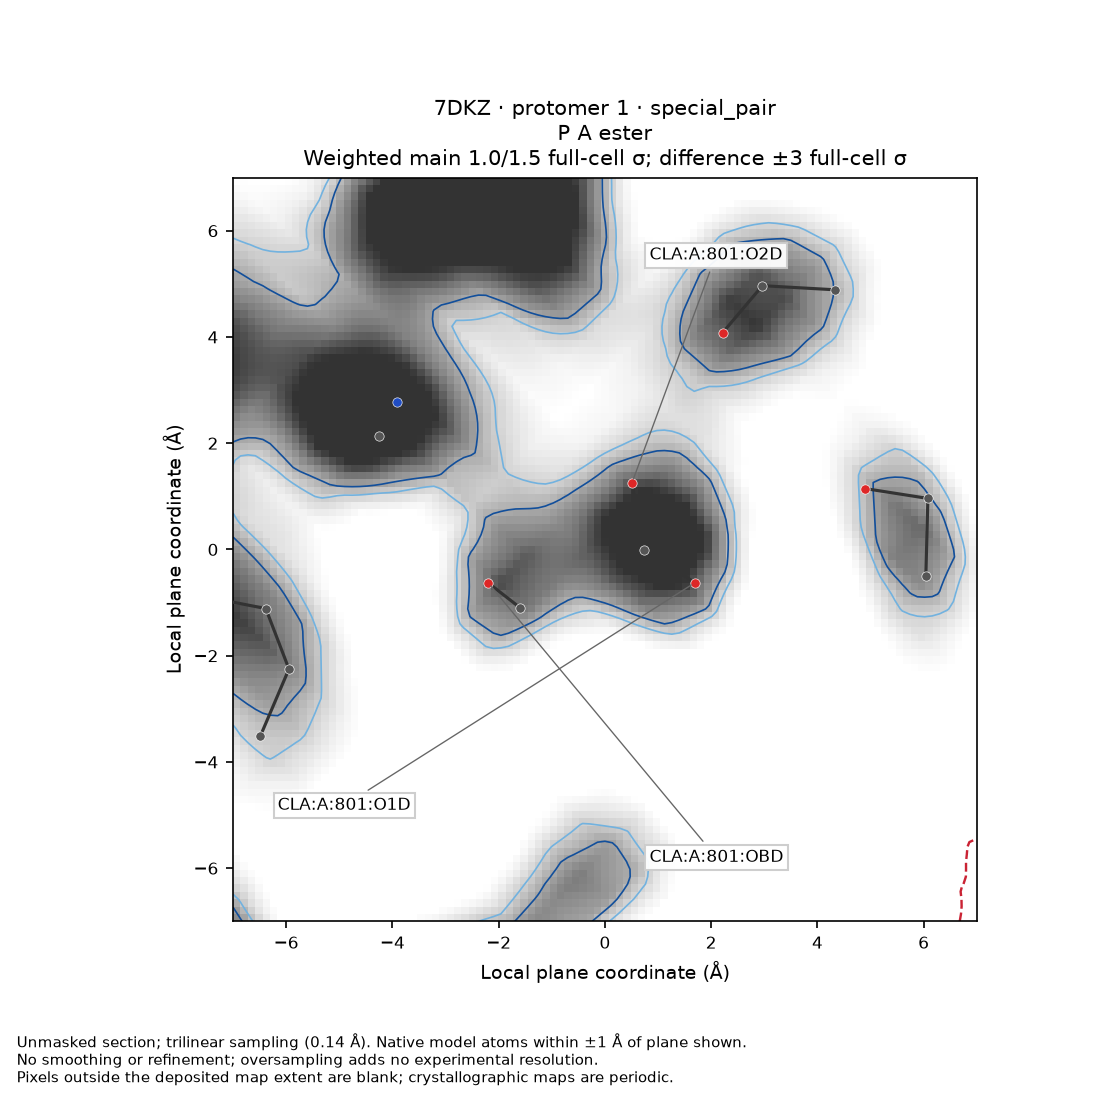 7DKZ · protomer 1 · special_pair
P A ester
Weighted main 1.0/1.5 full-cell σ; difference ±3 full-cell σ
6
4
2
0
−2
−4
−6
Local plane coordinate (Å)
CLA:A:801:O2D
CLA:A:801:O1D
CLA:A:801:OBD
−6 −4 −2 0 2 4 6
Local plane coordinate (Å)
Unmasked section; trilinear sampling (0.14 Å). Native model atoms within ±1 Å of plane shown.
No smoothing or refinement; oversampling adds no experimental resolution.
Pixels outside the deposited map extent are blank; crystallographic maps are periodic.